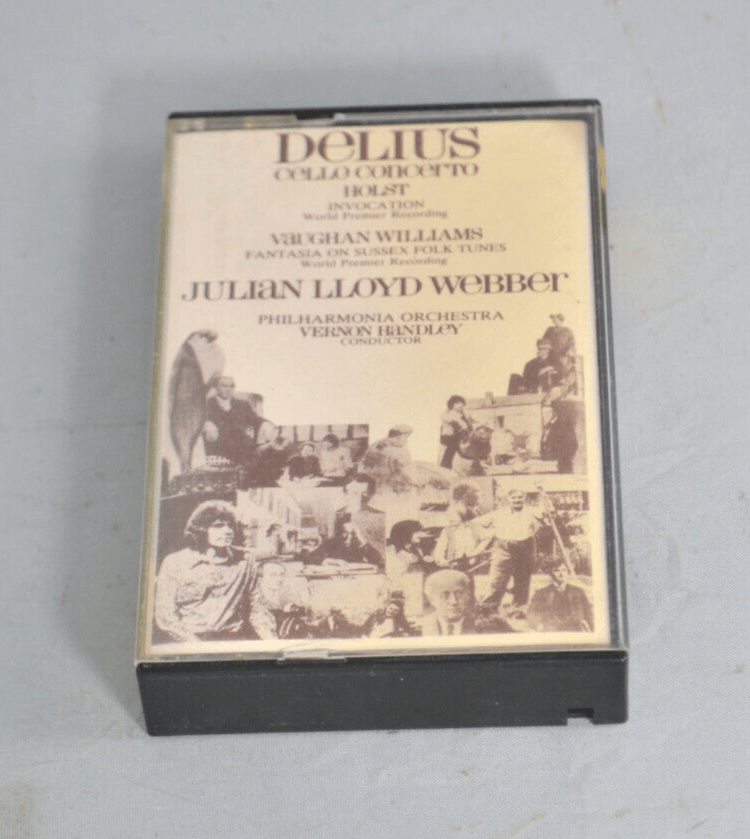 DeLIUS
CELLO CONCERTO
HOLST
INVOCATION
World Premier Recording
VaUGHAN WILLIAMS
FANTASIA ON SUSSEX FOLK TUNES
World Premier Recording
JULIAN LLOYD WeBBer
PHILHARMONIA ORCHESTRA
VERNON HaNDLeY
CONDUCTOR